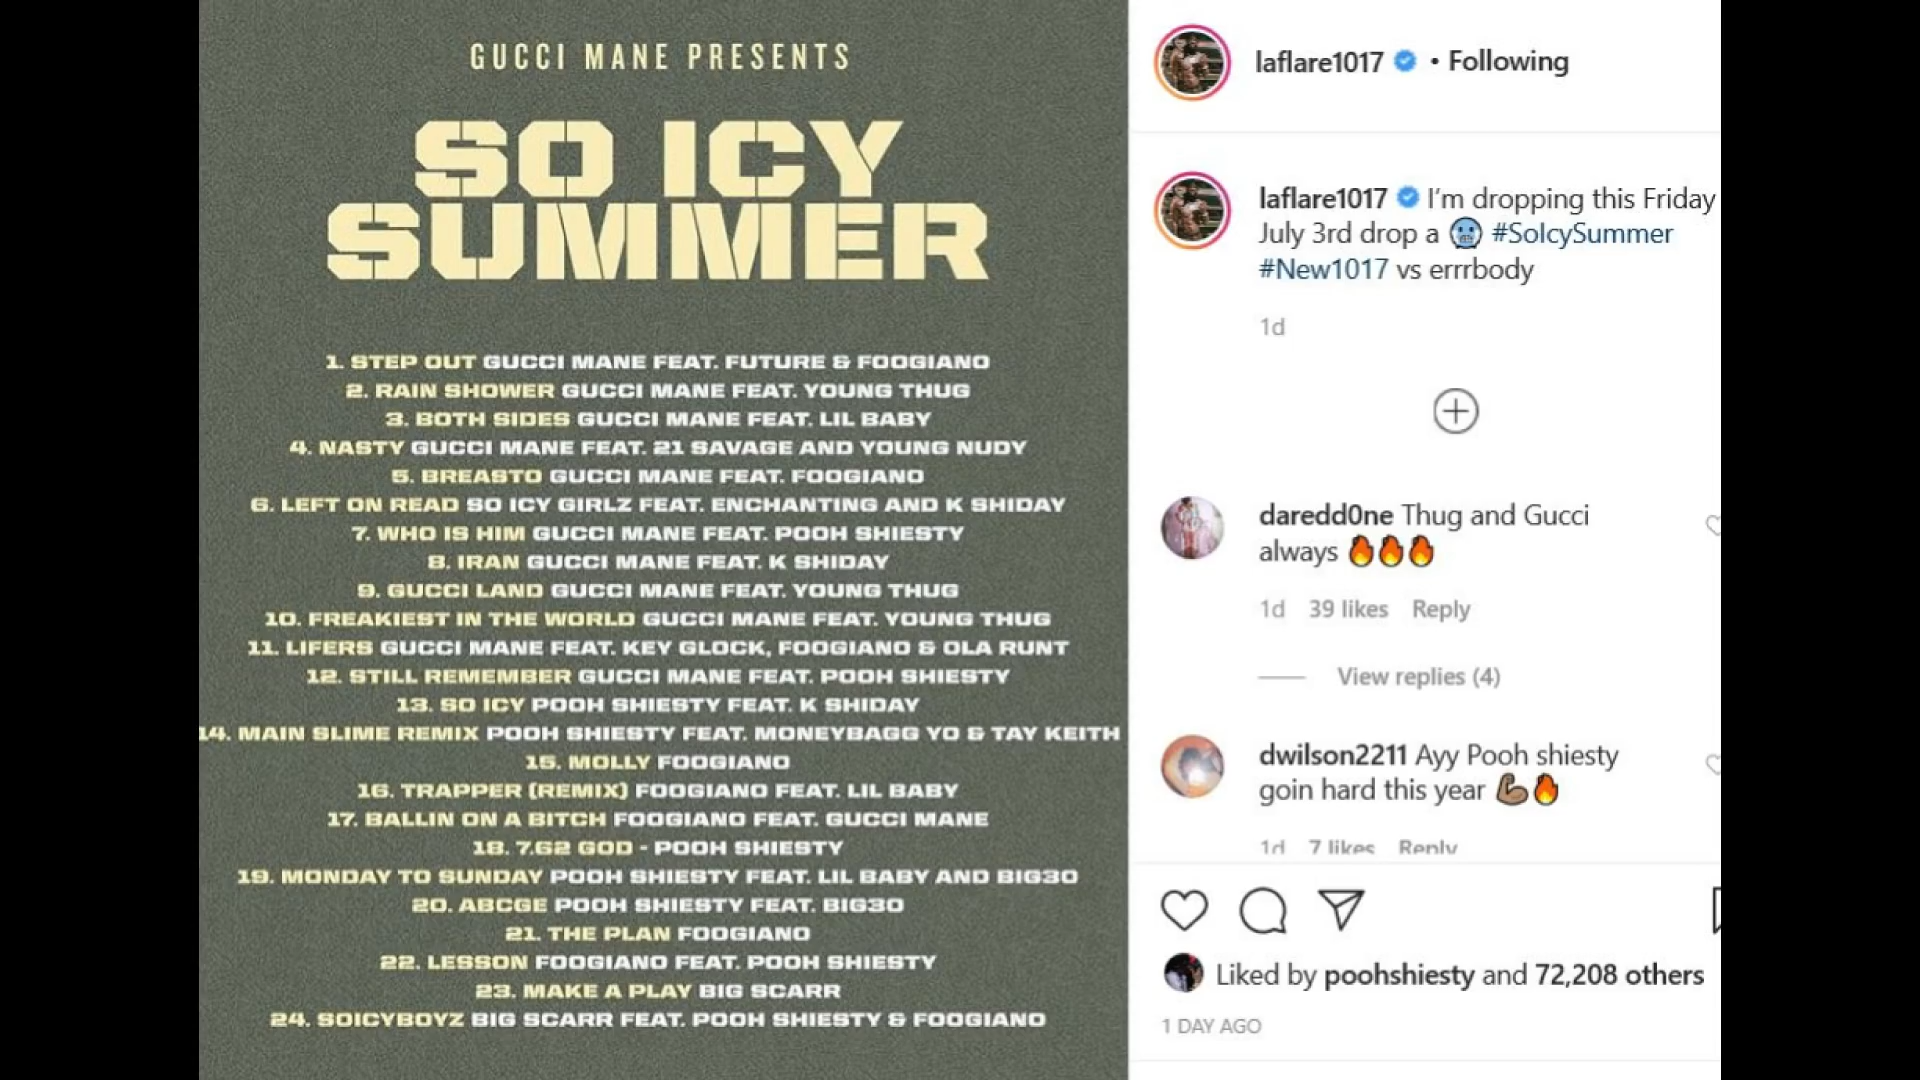 GUCCI MANE PRESENTS
SO ICY
SUMMER
1. STEP OUT GUCCI MANE FEAT. FUTURE & FOOGIANO
2. RAIN SHOWER GUCCI MANE FEAT. YOUNG THUG
3. BOTH SIDES GUCCI MANE FEAT. LIL BABY
4. NASTY GUCCI MANE FEAT. 21 SAVAGE AND YOUNG NUDY
5. BREASTO GUCCI MANE FEAT. FOOGIANO
6. LEFT ON READ SO ICY GIRLZ FEAT. ENCHANTING AND K SHIDAY
7. WHO IS HIM GUCCI MANE FEAT. POOH SHIESTY
8. IRAN GUCCI MANE FEAT. K SHIDAY
9. GUCCI LAND GUCCI MANE FEAT. YOUNG THUG
10. FREAKIEST IN THE WORLD GUCCI MANE FEAT. YOUNG THUG
11. LIFERS GUCCI MANE FEAT. KEY GLOCK, FOOGIANO & OLA RUNT
12. STILL REMEMBER GUCCI MANE FEAT. POOH SHIESTY
13. SO ICY POOH SHIESTY FEAT. K SHIDAY
14. MAIN SLIME REMIX POOH SHIESTY FEAT. MONEYBAGG YO & TAY KEITH
15. MOLLY FOOGIANO
16. TRAPPER (REMIX) FOOGIANO FEAT. LIL BABY
17. BALLIN ON A BITCH FOOGIANO FEAT. GUCCI MANE
18. 7.62 GOD - POOH SHIESTY
19. MONDAY TO SUNDAY POOH SHIESTY FEAT. LIL BABY AND BIG30
20. ABCGE POOH SHIESTY FEAT. BIG30
21. THE PLAN FOOGIANO
22. LESSON FOOGIANO FEAT. POOH SHIESTY
23. MAKE A PLAY BIG SCARR
24. SOICYBOYZ BIG SCARR FEAT. POOH SHIESTY & FOOGIANO
laflare1017 • Following
laflare1017 I'm dropping this Friday
July 3rd drop a 🥶 #SoIcySummer
#New1017 vs errrbody
1d
daredd0ne Thug and Gucci
always 🔥🔥🔥
1d 39 likes Reply
View replies (4)
dwilson2211 Ayy Pooh shiesty
goin hard this year 💪🏽🔥
1d 7 likes Reply
Liked by poohshiesty and 72,208 others
1 DAY AGO